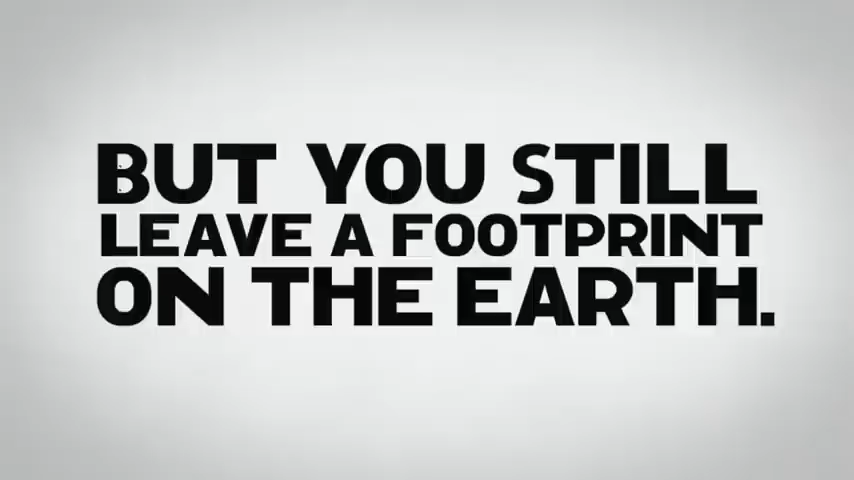 BUT YOU STILL
LEAVE A FOOTPRINT
ON THE EARTH.